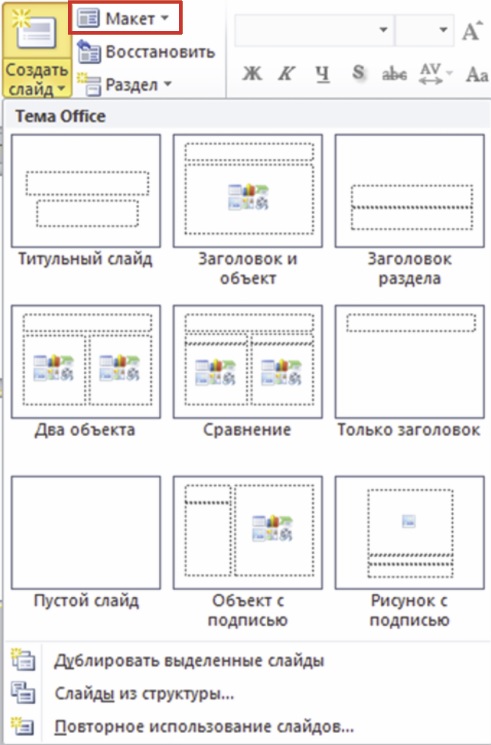 Макет
Создать
слайд
Восстановить
Раздел
Ж К Ч S abc AV Aa
A
Тема Office
Титульный слайд
Заголовок и
объект
Заголовок
раздела
Два объекта
Сравнение
Только заголовок
Пустой слайд
Объект с
подписью
Рисунок с
подписью
Дублировать выделенные слайды
Слайды из структуры...
Повторное использование слайдов...